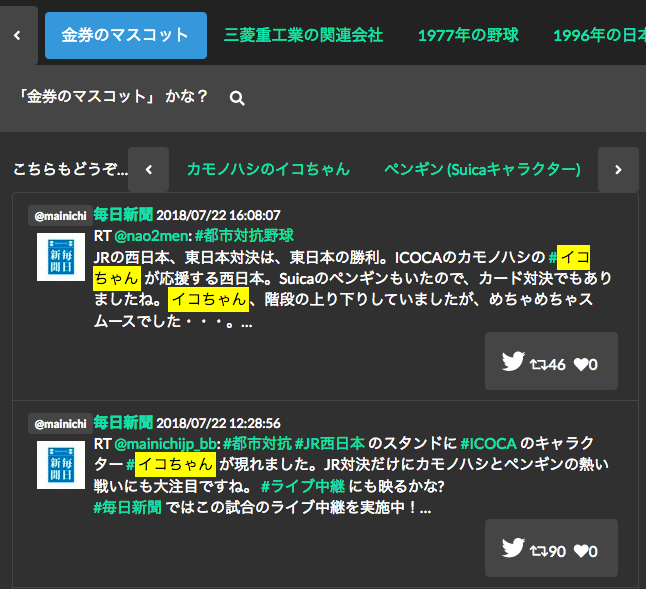 金券のマスコット 三菱重工業の関連会社 1977年の野球 1996年の日本
「金券のマスコット」 かな？
こちらもどうぞ... カモノハシのイコちゃん ペンギン (Suicaキャラクター)
@mainichi 毎日新聞 2018/07/22 16:08:07
RT @nao2men: #都市対抗野球
JRの西日本、東日本対決は、東日本の勝利。ICOCAのカモノハシの #イコ
ちゃん が応援する西日本。Suicaのペンギンもいたので、カード対決でもあり
ましたね。イコちゃん、階段の上り下りしていましたが、めちゃめちゃス
ムースでした・・・。...
毎日新聞
46 0
@mainichi 毎日新聞 2018/07/22 12:28:56
RT @mainichijp_bb: #都市対抗 #JR西日本 のスタンドに #ICOCA のキャラク
ター #イコちゃん が現れました。JR対決だけにカモノハシとペンギンの熱い
戦いにも大注目ですね。 #ライブ中継 にも映るかな?
#毎日新聞 ではこの試合のライブ中継を実施中！...
毎日新聞
90 0